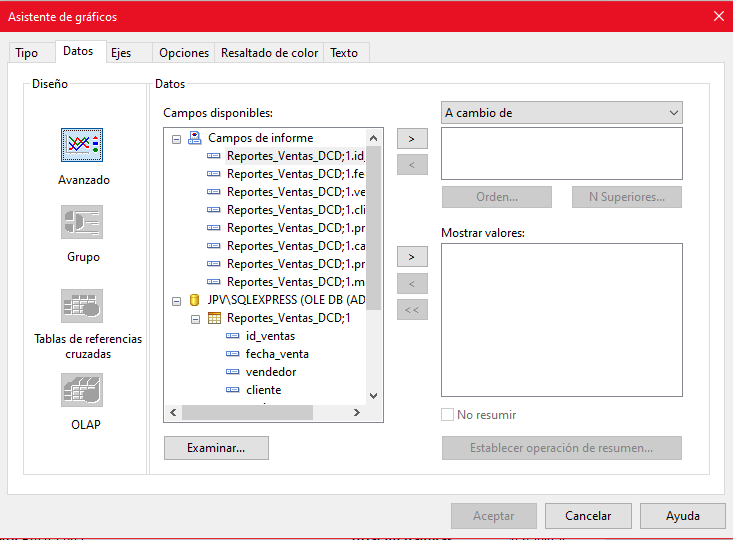 Asistente de gráficos
Tipo
Datos
Ejes
Opciones
Resaltado de color
Texto
Diseño
Avanzado
Grupo
Tablas de referencias
cruzadas
OLAP
Datos
Campos disponibles:
Campos de informe
Reportes_Ventas_DCD;1.id_
Reportes_Ventas_DCD;1.fe
Reportes_Ventas_DCD;1.ve
Reportes_Ventas_DCD;1.cli
Reportes_Ventas_DCD;1.pr
Reportes_Ventas_DCD;1.ca
Reportes_Ventas_DCD;1.pr
Reportes_Ventas_DCD;1.m
JPV\SQLEXPRESS (OLE DB (AD
Reportes_Ventas_DCD;1
id_ventas
fecha_venta
vendedor
cliente
Examinar...
>
<
>
<
<<
A cambio de
Orden...
N Superiores...
Mostrar valores:
No resumir
Establecer operación de resumen...
Aceptar
Cancelar
Ayuda